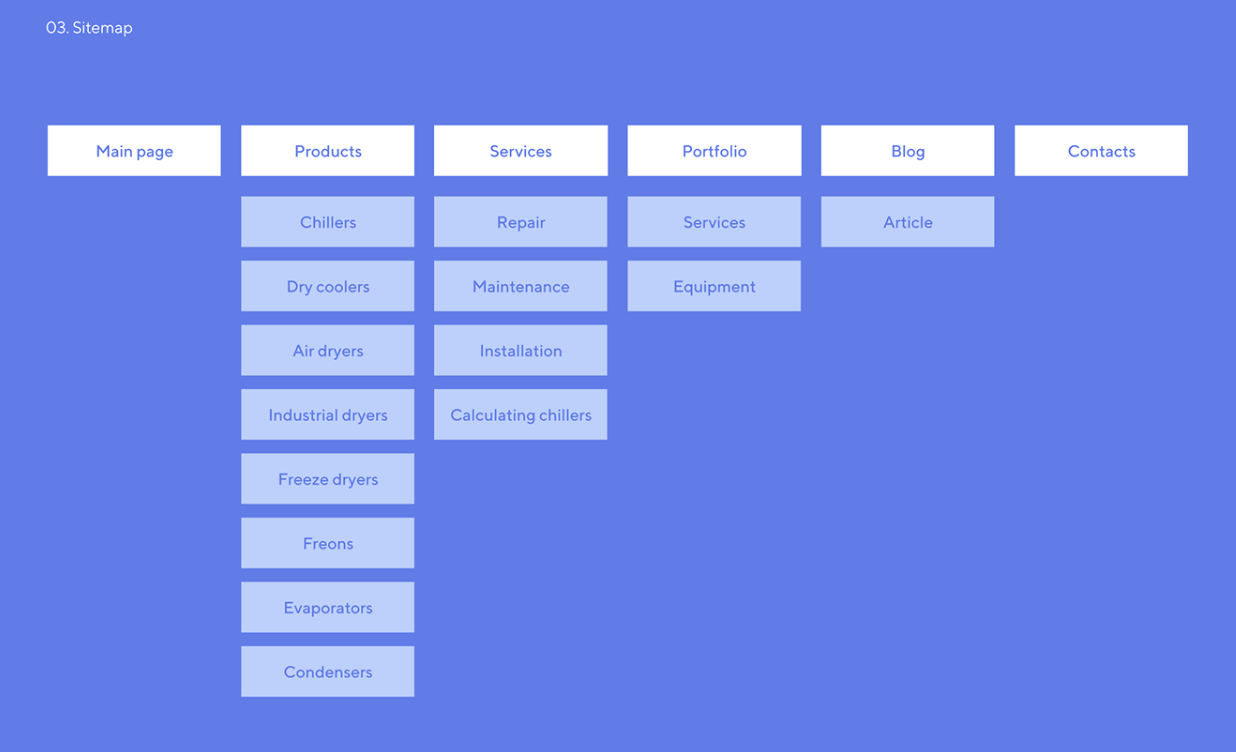 03. Sitemap
Main page
Products
Services
Portfolio
Blog
Contacts
Chillers
Repair
Services
Article
Dry coolers
Maintenance
Equipment
Air dryers
Installation
Industrial dryers
Calculating chillers
Freeze dryers
Freons
Evaporators
Condensers